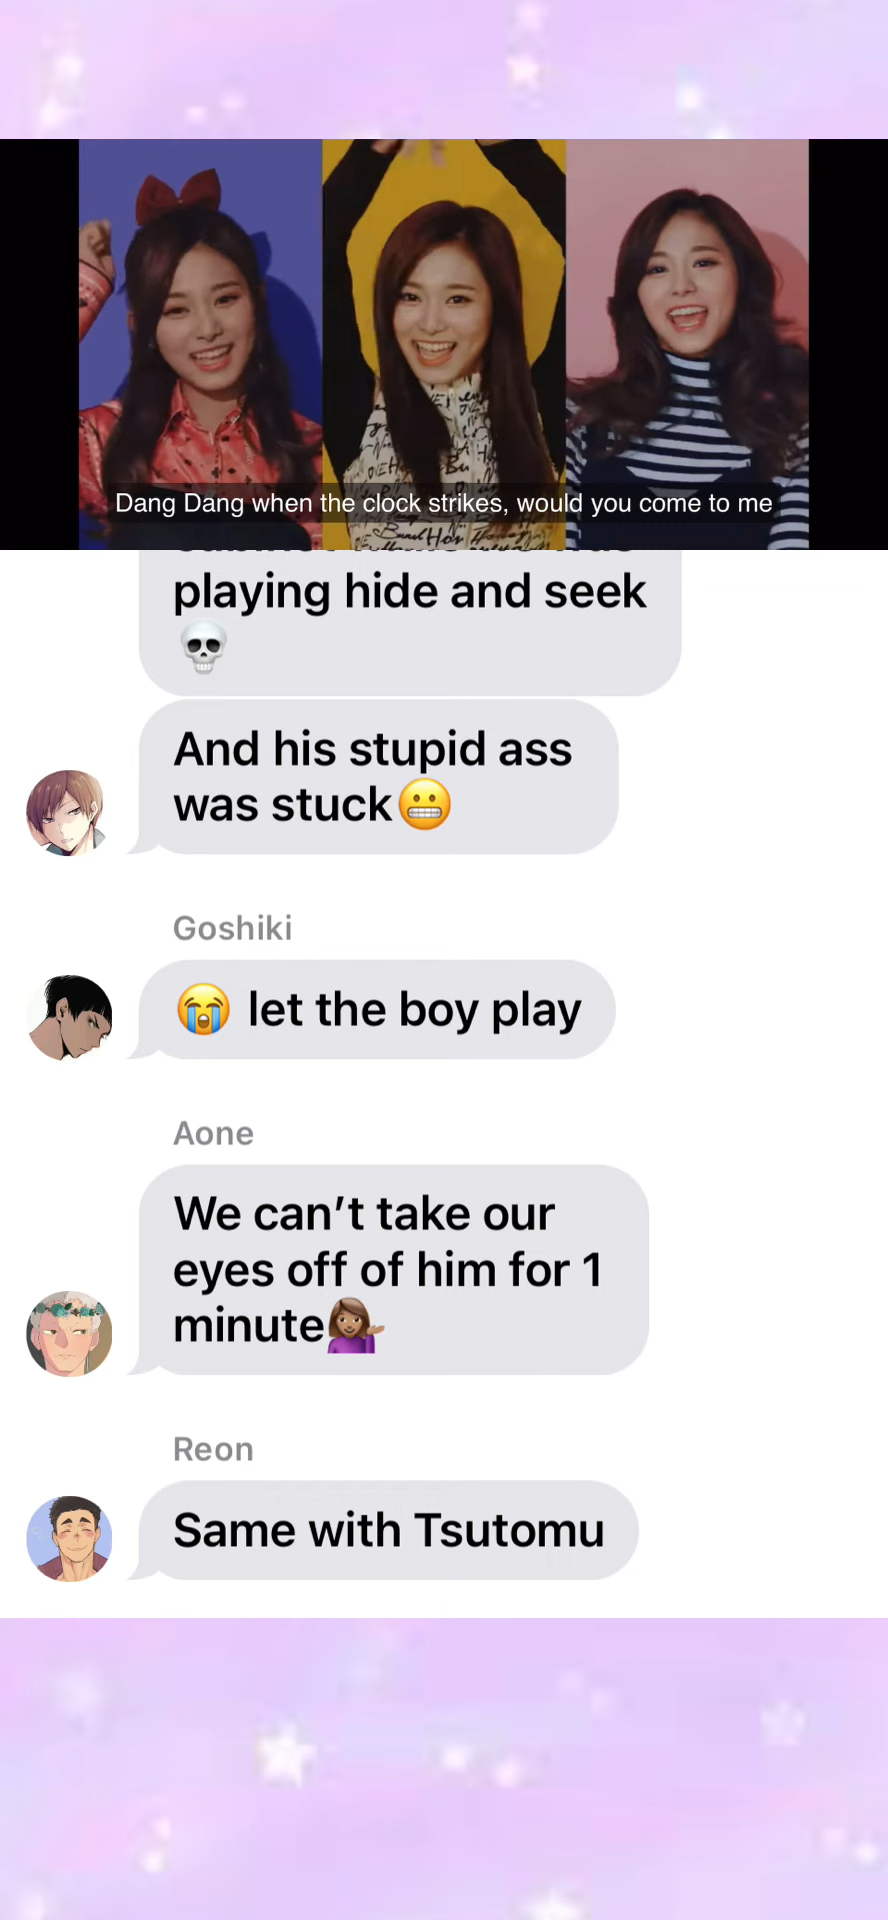 Dang Dang when the clock strikes, would you come to me
playing hide and seek
💀
And his stupid ass
was stuck😬
Goshiki
😭 let the boy play
Aone
We can’t take our
eyes off of him for 1
minute💁🏽‍♀️
Reon
Same with Tsutomu